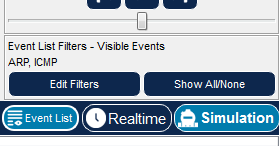 Event List Filters - Visible Events
ARP, ICMP
Edit Filters Show All/None
Event List Realtime Simulation